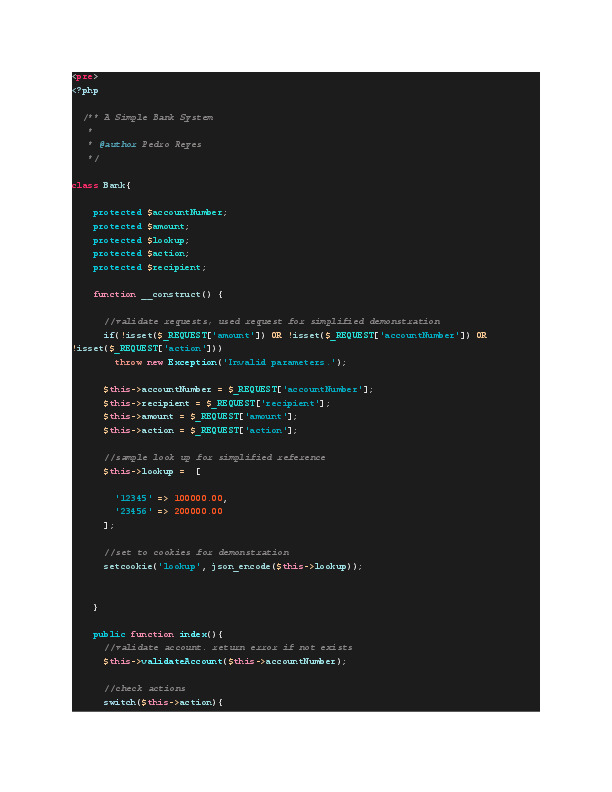 <pre>
<?php
/** A Simple Bank System
*
* @author Pedro Reyes
*/
class Bank{
protected $accountNumber;
protected $amount;
protected $lookup;
protected $action;
protected $recipient;
function __construct() {
//validate requests, used request for simplified demonstration
if(!isset($_REQUEST['amount']) OR !isset($_REQUEST['accountNumber']) OR
!isset($_REQUEST['action']))
throw new Exception('Invalid parameters.');
$this->accountNumber = $_REQUEST['accountNumber'];
$this->recipient = $_REQUEST['recipient'];
$this->amount = $_REQUEST['amount'];
$this->action = $_REQUEST['action'];
//sample look up for simplified reference
$this->lookup =  [
'12345' => 100000.00,
'23456' => 200000.00
];
//set to cookies for demonstration
setcookie('lookup', json_encode($this->lookup));
}
public function index(){
//validate account. return error if not exists
$this->validateAccount($this->accountNumber);
//check actions
switch($this->action){